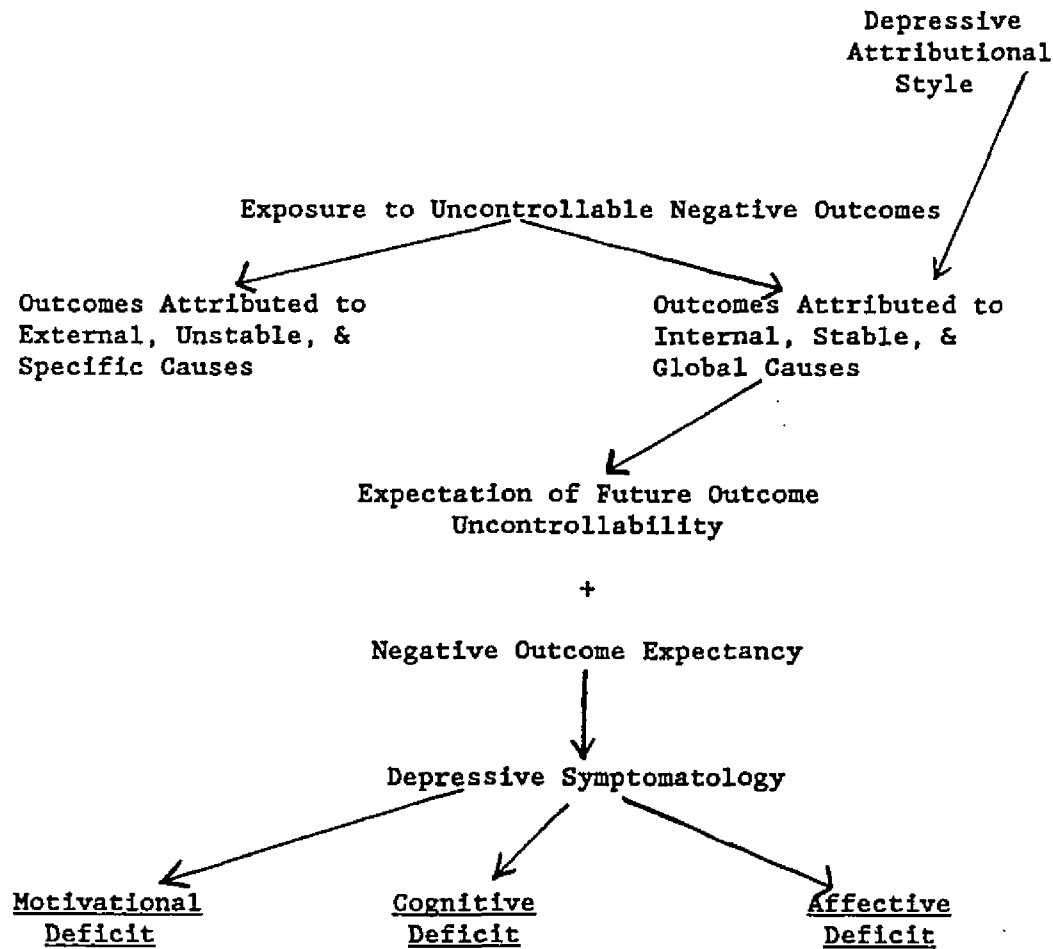 Depressive
Attributional
Style
Exposure to Uncontrollable Negative Outcomes
Outcomes Attributed to
External, Unstable, &
Specific Causes
Outcomes Attributed to
Internal, Stable, &
Global Causes
Expectation of Future Outcome
Uncontrollability
+
Negative Outcome Expectancy
Depressive Symptomatology
Motivational
Deficit
Cognitive
Deficit
Affective
Deficit